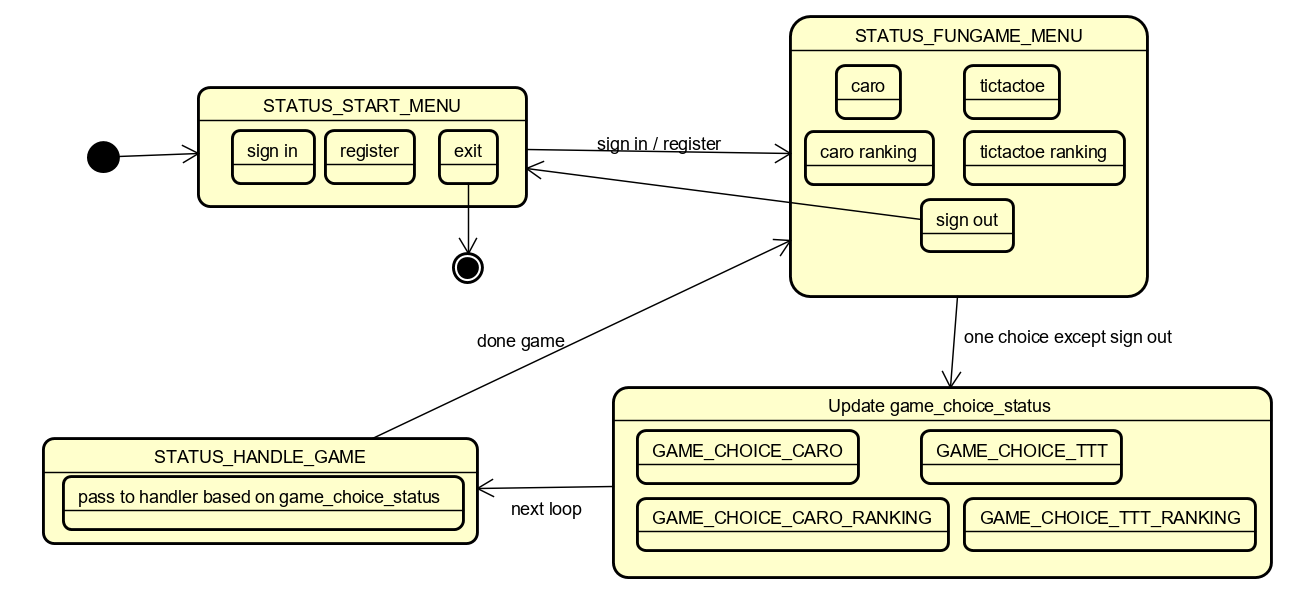 STATUS_FUNGAME_MENU
caro
tictactoe
caro ranking
tictactoe ranking
sign out
STATUS_START_MENU
sign in
register
exit
sign in / register
done game
one choice except sign out
Update game_choice_status
GAME_CHOICE_CARO
GAME_CHOICE_TTT
GAME_CHOICE_CARO_RANKING
GAME_CHOICE_TTT_RANKING
next loop
STATUS_HANDLE_GAME
pass to handler based on game_choice_status